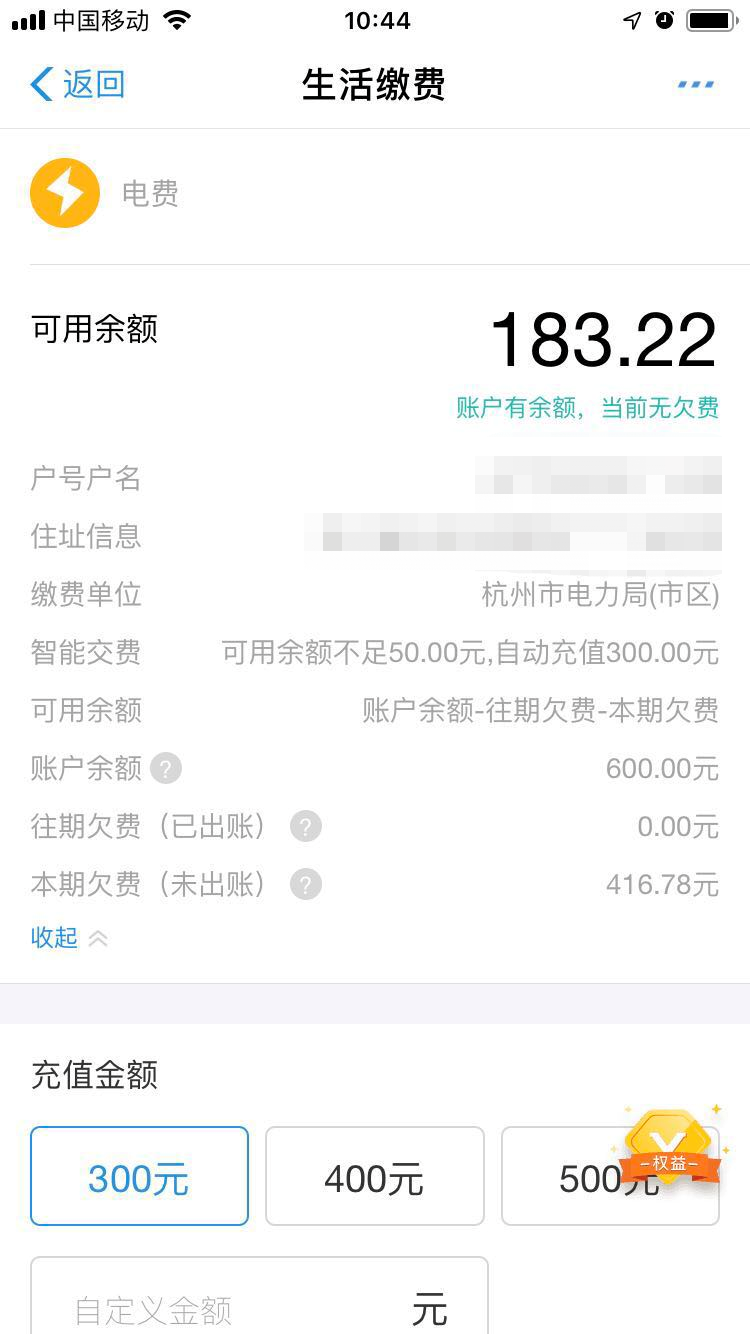 中国移动 10:44
返回 生活缴费
电费
可用余额 183.22
账户有余额，当前无欠费
户号户名
住址信息
缴费单位 杭州市电力局(市区)
智能交费 可用余额不足50.00元,自动充值300.00元
可用余额 账户余额-往期欠费-本期欠费
账户余额 ? 600.00元
往期欠费（已出账） ? 0.00元
本期欠费（未出账） ? 416.78元
收起
充值金额
300元 400元 500元
-权益-
自定义金额 元